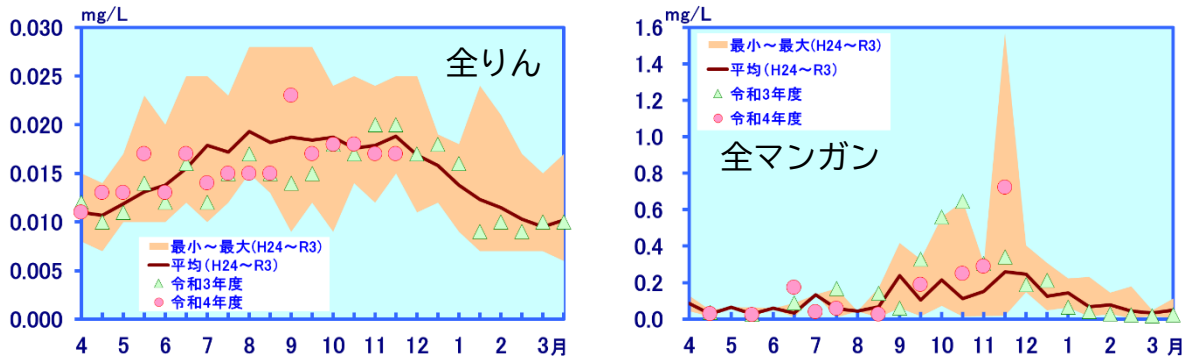 mg/L
0.030
0.025
0.020
0.015
0.010
0.005
0.000
全りん
最小～最大(H24～R3)
平均(H24～R3)
令和3年度
令和4年度
4 5 6 7 8 9 10 11 12 1 2 3月
mg/L
1.6
1.4
1.2
1.0
0.8
0.6
0.4
0.2
0.0
最小～最大(H24～R3)
平均(H24～R3)
令和3年度
令和4年度
全マンガン
4 5 6 7 8 9 10 11 12 1 2 3 月